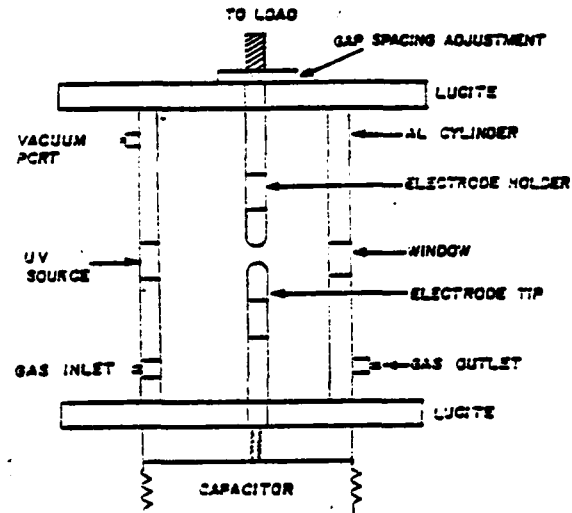 TO LOAD
GAP SPACING ADJUSTMENT
LUCITE
VACUUM
PORT
AL CYLINDER
ELECTRODE HOLDER
UV
SOURCE
WINDOW
ELECTRODE TIP
GAS INLET
GAS OUTLET
LUCITE
CAPACITOR